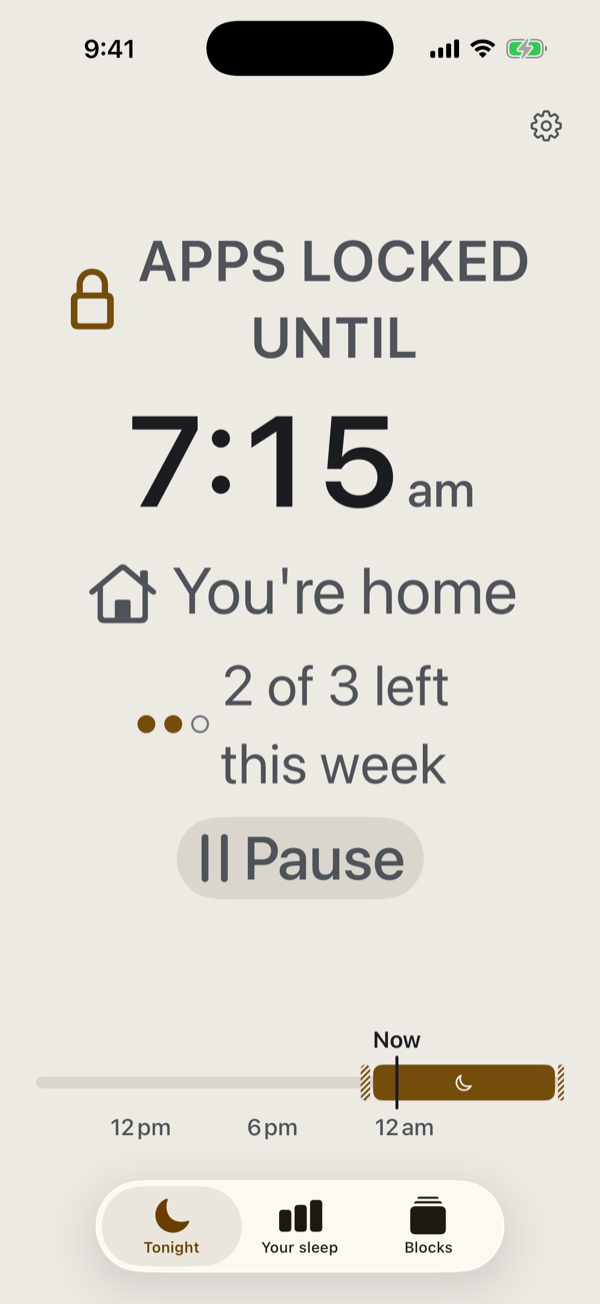 9:41
APPS LOCKED
UNTIL
7:15 am
You're home
2 of 3 left
this week
Pause
Now
12 pm 6 pm 12 am
Tonight Your sleep Blocks